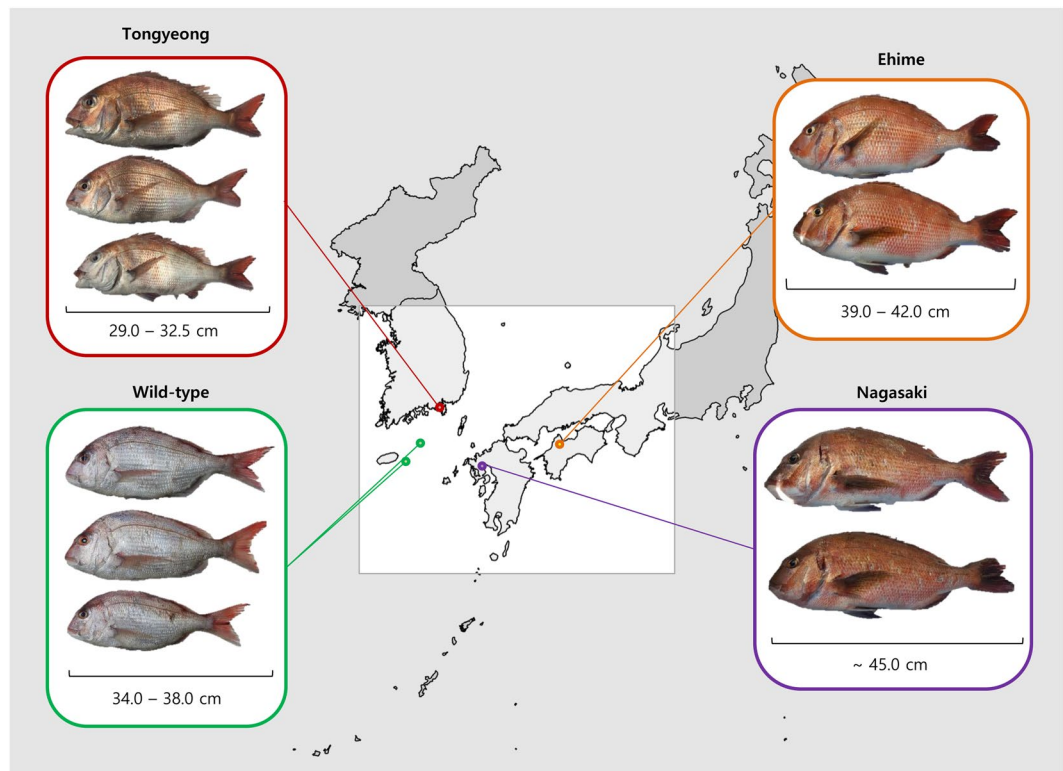 Tongyeong
29.0 – 32.5 cm
Ehime
39.0 – 42.0 cm
Wild-type
34.0 – 38.0 cm
Nagasaki
~ 45.0 cm